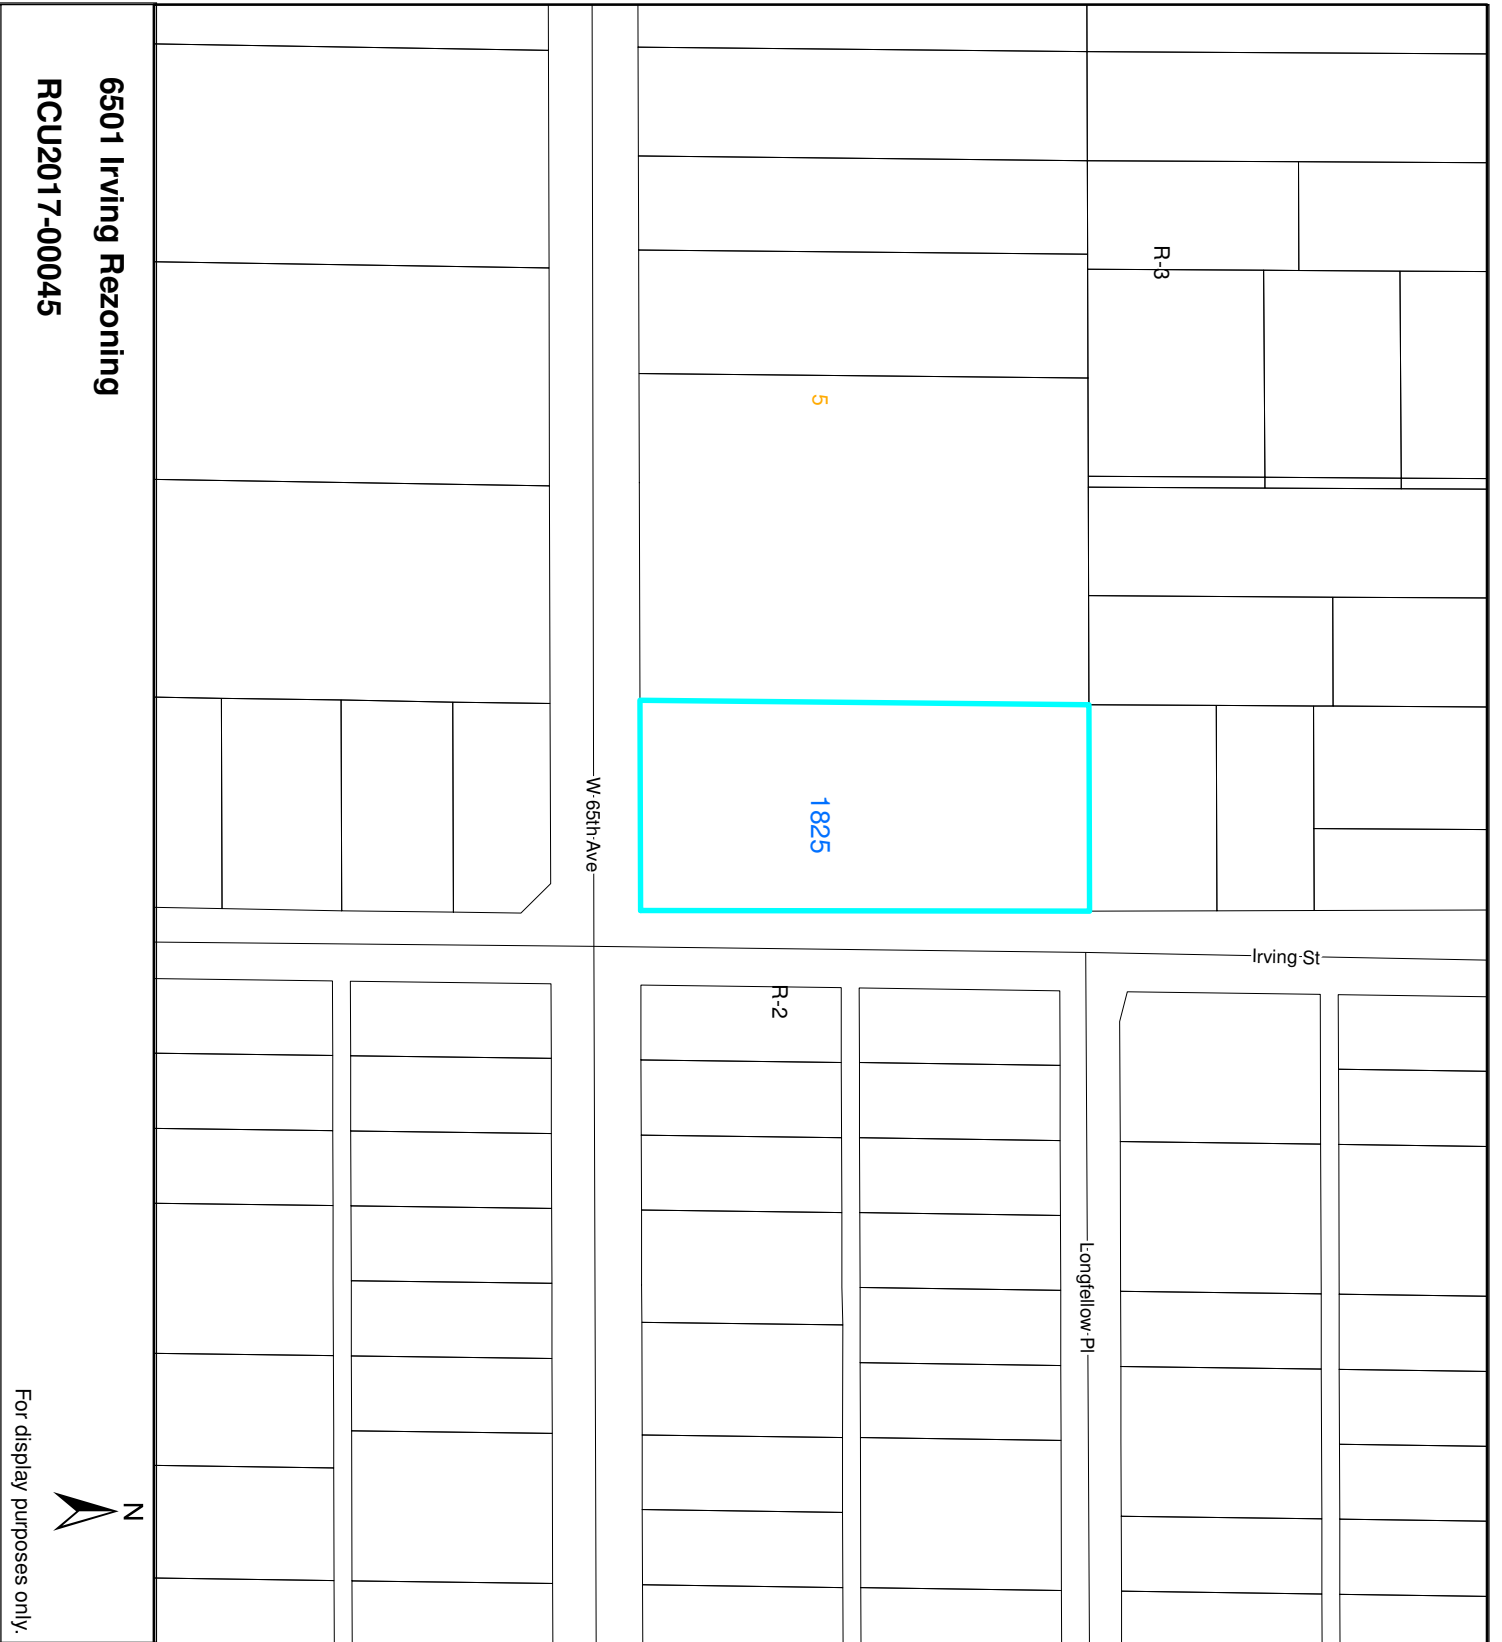 R-3
5
1825
Irving St
W 65th Ave
R-2
Longfellow Pl
6501 Irving Rezoning
RCU2017-00045
N
For display purposes only.